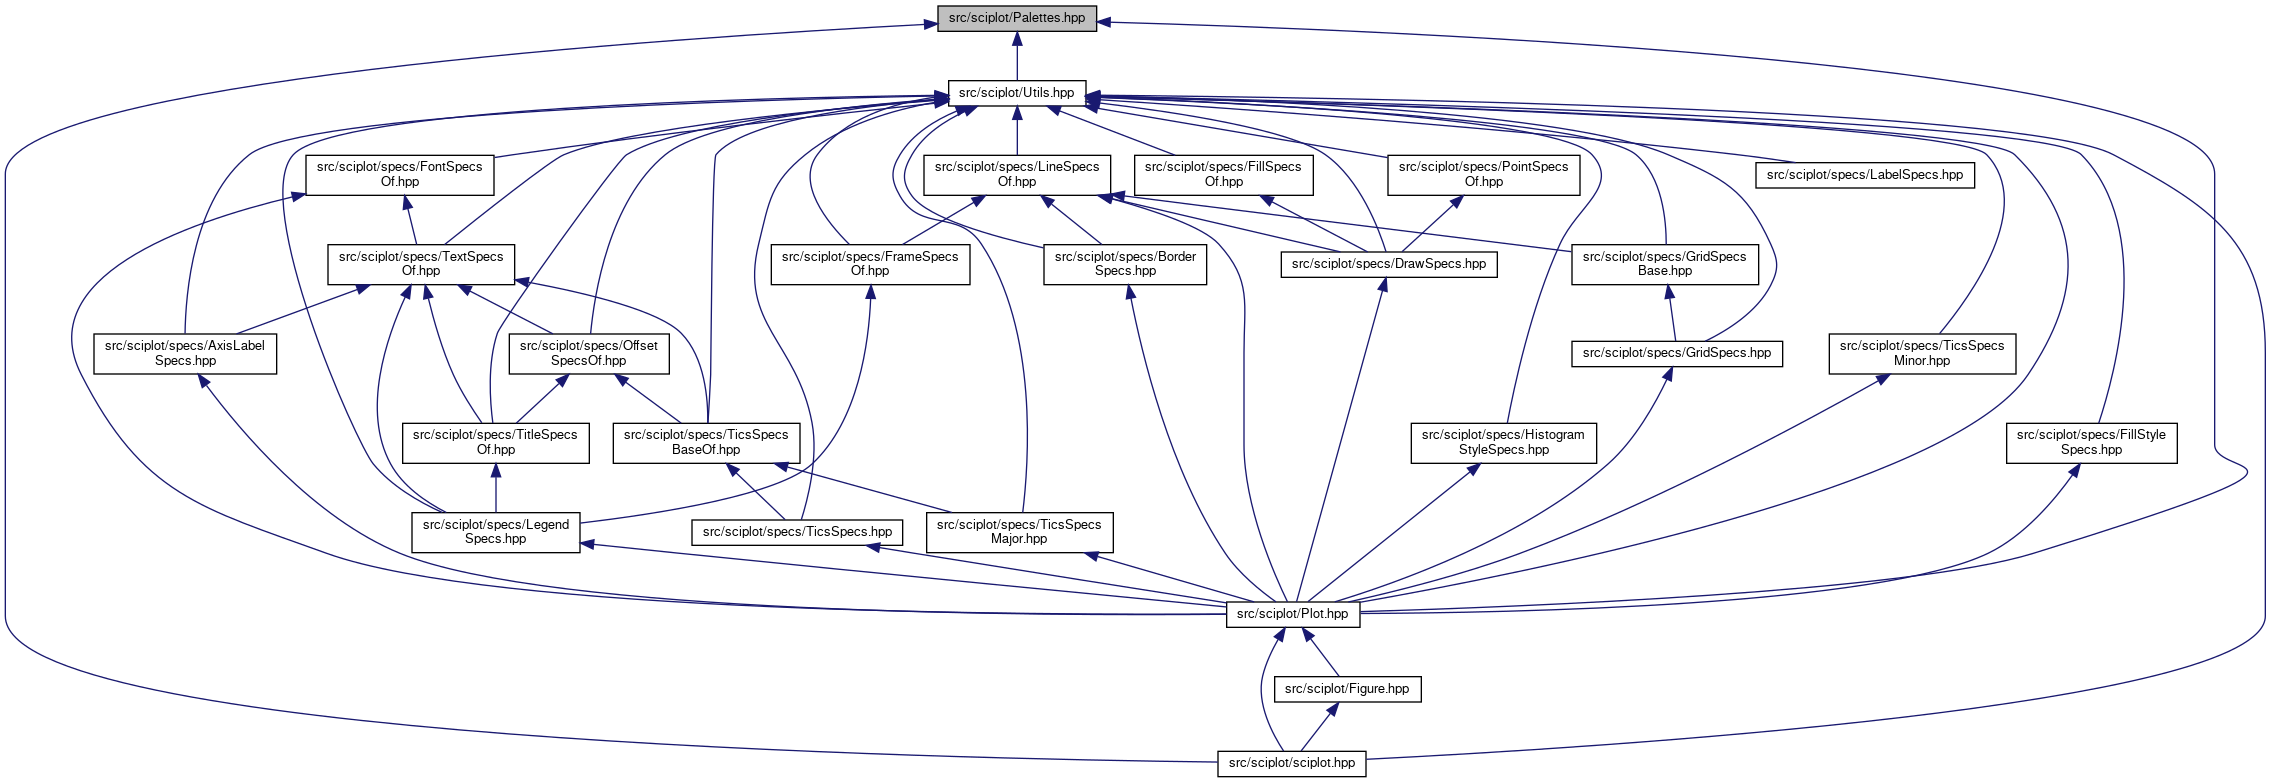 src/sciplot/Palettes.hpp
src/sciplot/Utils.hpp
src/sciplot/specs/FontSpecs
Of.hpp
src/sciplot/specs/LineSpecs
Of.hpp
src/sciplot/specs/FillSpecs
Of.hpp
src/sciplot/specs/PointSpecs
Of.hpp
src/sciplot/specs/LabelSpecs.hpp
src/sciplot/specs/TextSpecs
Of.hpp
src/sciplot/specs/FrameSpecs
Of.hpp
src/sciplot/specs/Border
Specs.hpp
src/sciplot/specs/DrawSpecs.hpp
src/sciplot/specs/GridSpecs
Base.hpp
src/sciplot/specs/AxisLabel
Specs.hpp
src/sciplot/specs/Offset
SpecsOf.hpp
src/sciplot/specs/GridSpecs.hpp
src/sciplot/specs/TicsSpecs
Minor.hpp
src/sciplot/specs/TitleSpecs
Of.hpp
src/sciplot/specs/TicsSpecs
BaseOf.hpp
src/sciplot/specs/Histogram
StyleSpecs.hpp
src/sciplot/specs/FillStyle
Specs.hpp
src/sciplot/specs/Legend
Specs.hpp
src/sciplot/specs/TicsSpecs.hpp
src/sciplot/specs/TicsSpecs
Major.hpp
src/sciplot/Plot.hpp
src/sciplot/Figure.hpp
src/sciplot/sciplot.hpp